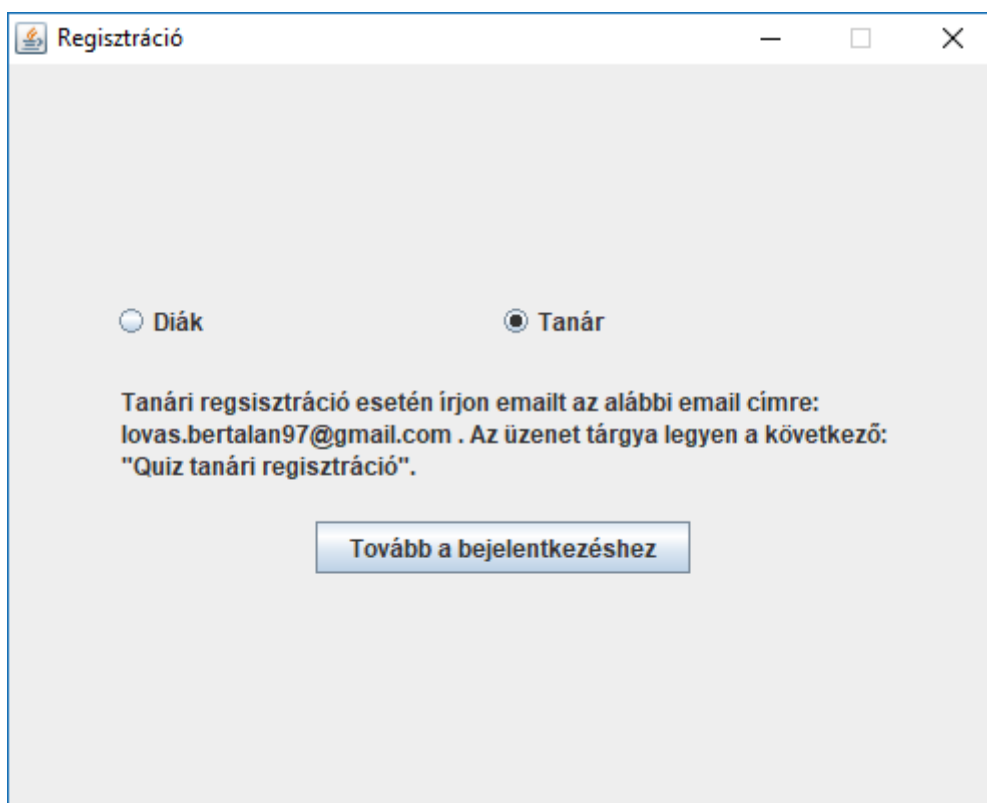 Regisztráció
Diák
Tanár
Tanári regsisztráció esetén írjon emailt az alábbi email címre:
lovas.bertalan97@gmail.com . Az üzenet tárgya legyen a következő:
"Quiz tanári regisztráció".
Tovább a bejelentkezéshez